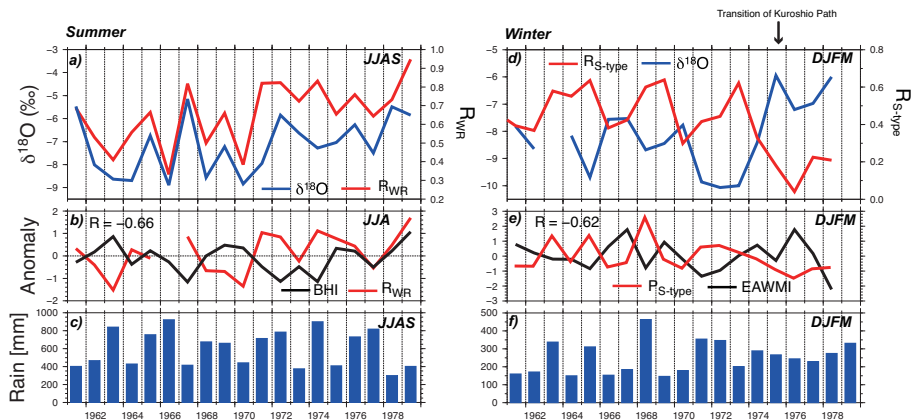 Transition of Kuroshio Path
Summer
Winter
a)
JJAS
−3
−4
−5
−6
−7
−8
−9
δ18O (‰)
1.0
0.9
0.8
0.7
0.6
0.5
0.4
0.3
0.2
RWR
δ18O
RWR
d)
DJFM
RS-type
δ18O
−5
−6
−7
−8
−9
−10
0.8
0.6
0.4
0.2
0.0
RS-type
b)
R = −0.66
JJA
2
1
0
−1
−2
Anomaly
BHI
RWR
e)
R = −0.62
DJFM
3
2
1
0
−1
−2
−3
PS-type
EAWMI
c)
JJAS
1000
800
600
400
200
0
Rain [mm]
1962 1964 1966 1968 1970 1972 1974 1976 1978
f)
DJFM
500
400
300
200
100
0
1962 1964 1966 1968 1970 1972 1974 1976 1978